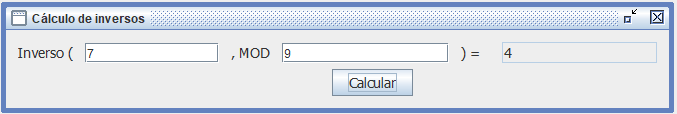 Cálculo de inversos
Inverso ( 7 , MOD 9 ) = 4
Calcular